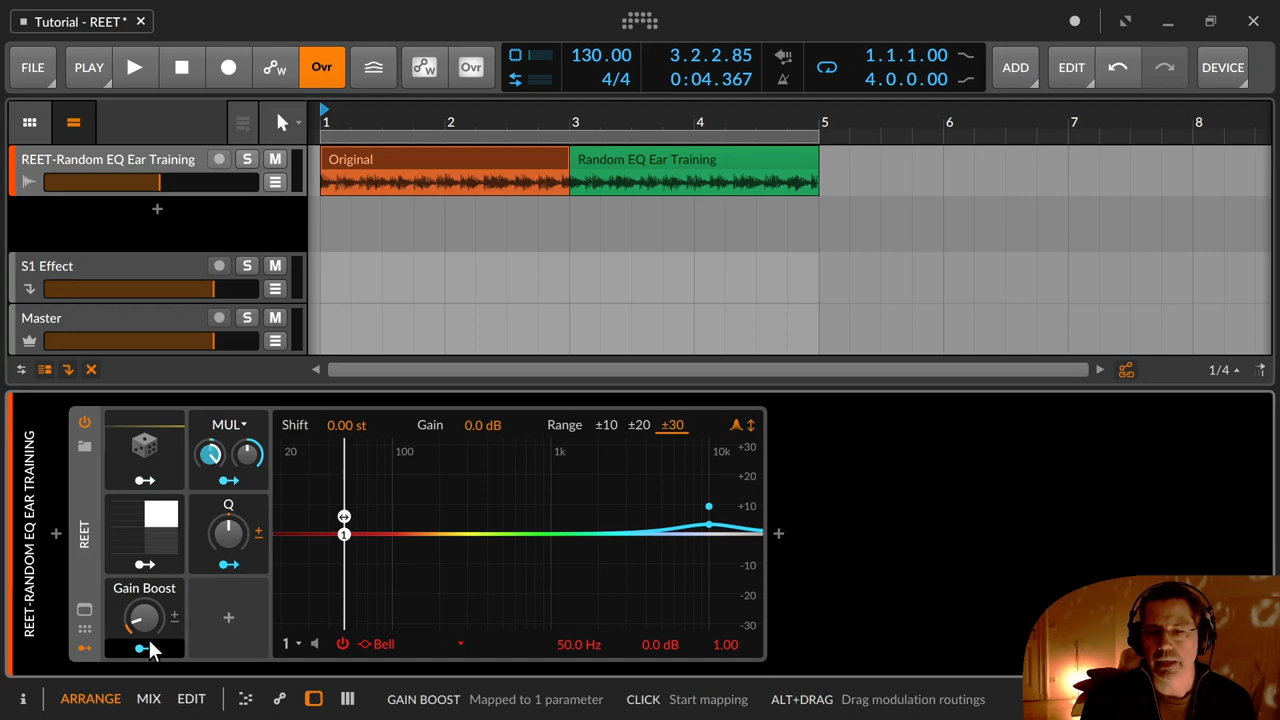 Tutorial - REET*
FILE PLAY Ovr Ovr 130.00 4/4 3.2.2.85 0:04.367 1.1.1.00 4.0.0.00 ADD EDIT DEVICE
1 2 3 4 5 6 7 8
REET-Random EQ Ear Training S M
Original Random EQ Ear Training
S1 Effect S M
Master S M
1/4
REET-RANDOM EQ EAR TRAINING
REET
MUL
Shift 0.00 st Gain 0.0 dB Range ±10 ±20 ±30
20 100 1k 10k +30
+20
+10
-10
-20
-30
Q
Gain Boost
1
1 Bell 50.0 Hz 0.0 dB 1.00
ARRANGE MIX EDIT GAIN BOOST Mapped to 1 parameter CLICK Start mapping ALT+DRAG Drag modulation routings